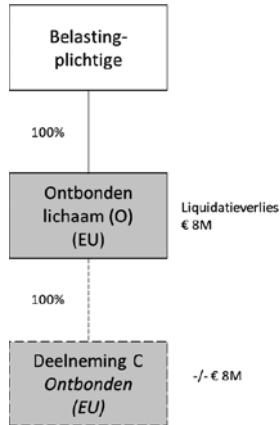 Belasting-
plichtige
100%
Ontbonden
lichaam (O)
(EU)
Liquidatieverlies
€ 8M
100%
Deelneming C
Ontbonden
(EU)
-/- € 8M